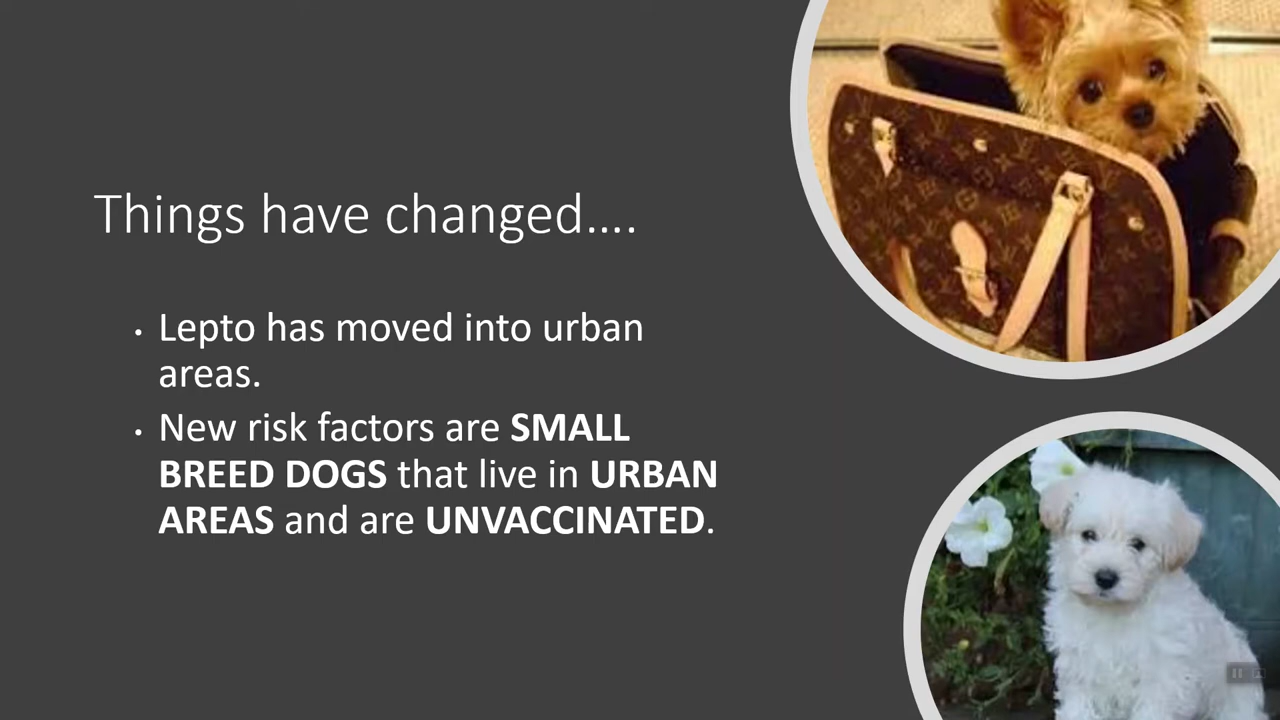 Things have changed....
• Lepto has moved into urban
areas.
• New risk factors are SMALL
BREED DOGS that live in URBAN
AREAS and are UNVACCINATED.